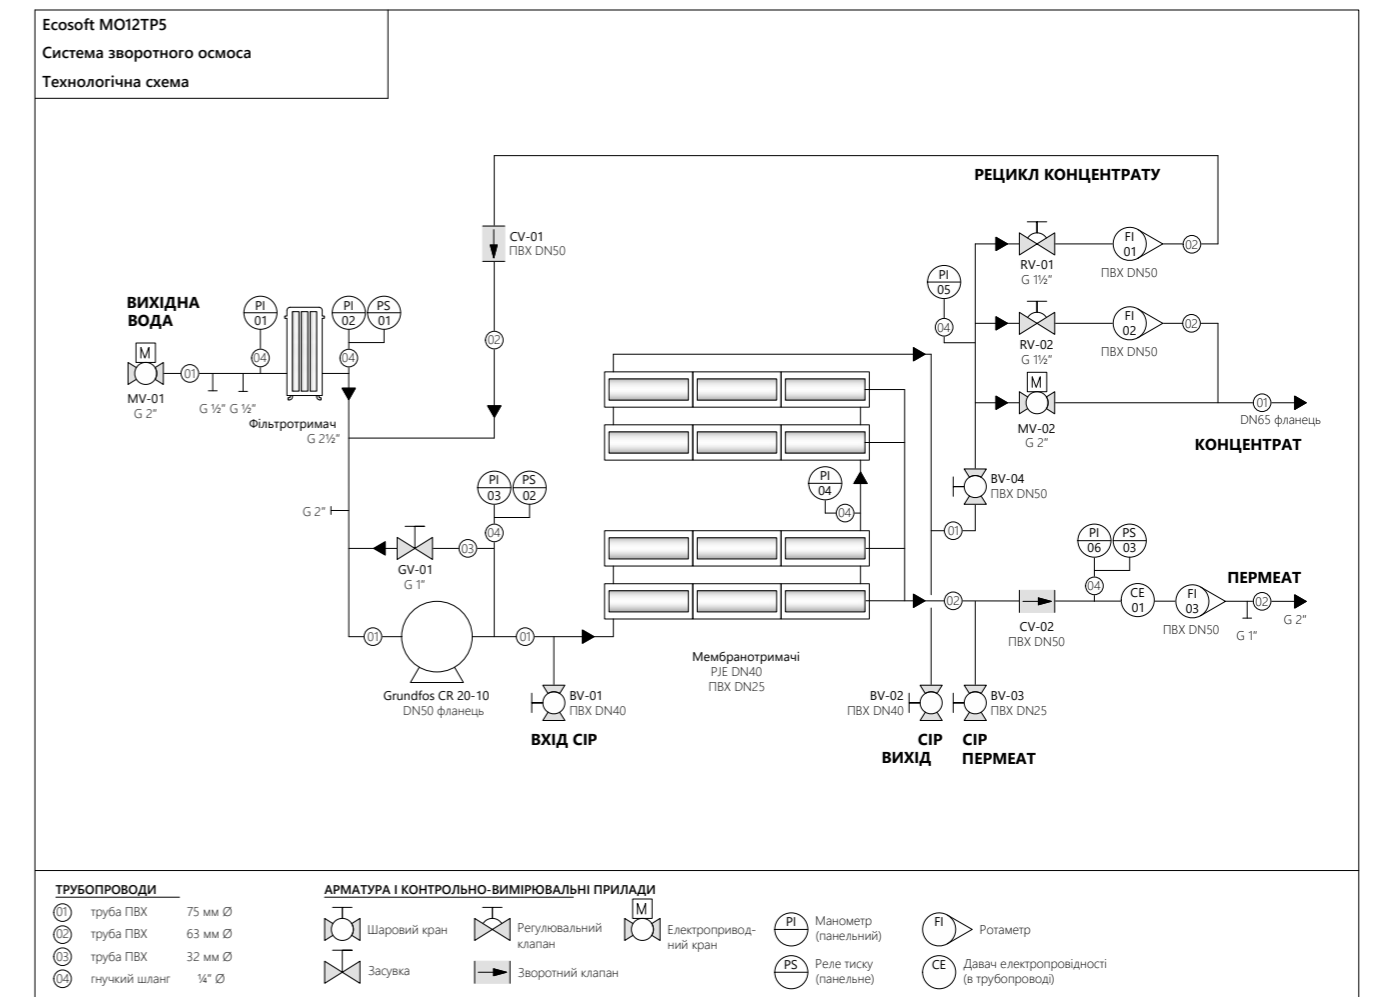 Ecosoft MO12TP5
Система зворотного осмоса
Технологічна схема
РЕЦИКЛ КОНЦЕНТРАТУ
CV-01
ПВХ DN50
FI
01
02
RV-01
G 1½"
ПВХ DN50
PI
05
ВИХІДНА
ВОДА
PI
01
PI
02
PS
01
04
FI
02
02
RV-02
G 1½"
ПВХ DN50
02
M
01
04
04
MV-01
G 2"
G ½"
G ½"
Фільтротримач
G 2½"
M
MV-02
G 2"
01
DN65 фланець
КОНЦЕНТРАТ
PI
03
PS
02
PI
04
BV-04
ПВХ DN50
G 2"
04
04
01
03
GV-01
G 1"
PI
06
PS
03
04
ПЕРМЕАТ
02
CE
01
FI
03
02
CV-02
ПВХ DN50
ПВХ DN50
G 1"
G 2"
01
01
Grundfos CR 20-10
DN50 фланець
Мембранотримачі
PJE DN40
ПВХ DN25
BV-01
ПВХ DN40
BV-02
ПВХ DN40
BV-03
ПВХ DN25
ВХІД CIP
CIP
ВИХІД
CIP
ПЕРМЕАТ
ТРУБОПРОВОДИ
01 труба ПВХ 75 мм Ø
02 труба ПВХ 63 мм Ø
03 труба ПВХ 32 мм Ø
04 гнучкий шланг ¼" Ø
АРМАТУРА І КОНТРОЛЬНО-ВИМІРЮВАЛЬНІ ПРИЛАДИ
Шаровий кран
Засувка
Регулювальний
клапан
Зворотний клапан
M
Електропривод-
ний кран
PI
Манометр
(панельний)
PS
Реле тиску
(панельне)
FI
Ротаметр
CE
Давач електропровідності
(в трубопроводі)